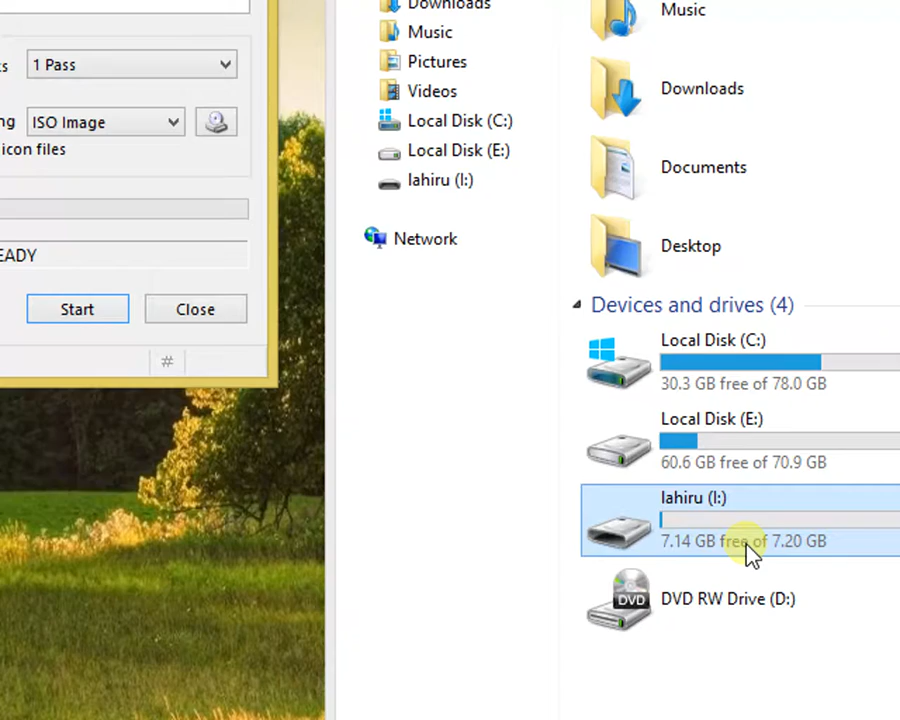 ks
1 Pass
ng
ISO Image
icon files
EADY
Start
Close
#
Downloads
Music
Pictures
Videos
Local Disk (C:)
Local Disk (E:)
lahiru (I:)
Network
Music
Downloads
Documents
Desktop
Devices and drives (4)
Local Disk (C:)
30.3 GB free of 78.0 GB
Local Disk (E:)
60.6 GB free of 70.9 GB
lahiru (I:)
7.14 GB free of 7.20 GB
DVD
DVD RW Drive (D:)